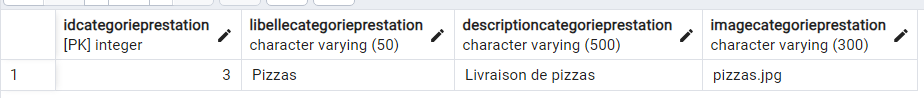 idcategorieprestation libellecategorieprestation descriptioncategorieprestation imagecategorieprestation
[PK] integer character varying (50) character varying (500) character varying (300)
1 3 Pizzas Livraison de pizzas pizzas.jpg